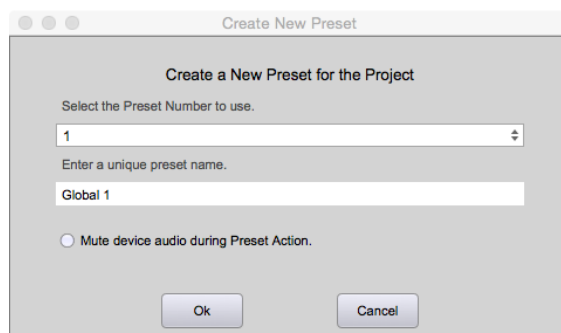 Create New Preset
Create a New Preset for the Project
Select the Preset Number to use.
1
Enter a unique preset name.
Global 1
Mute device audio during Preset Action.
Ok
Cancel